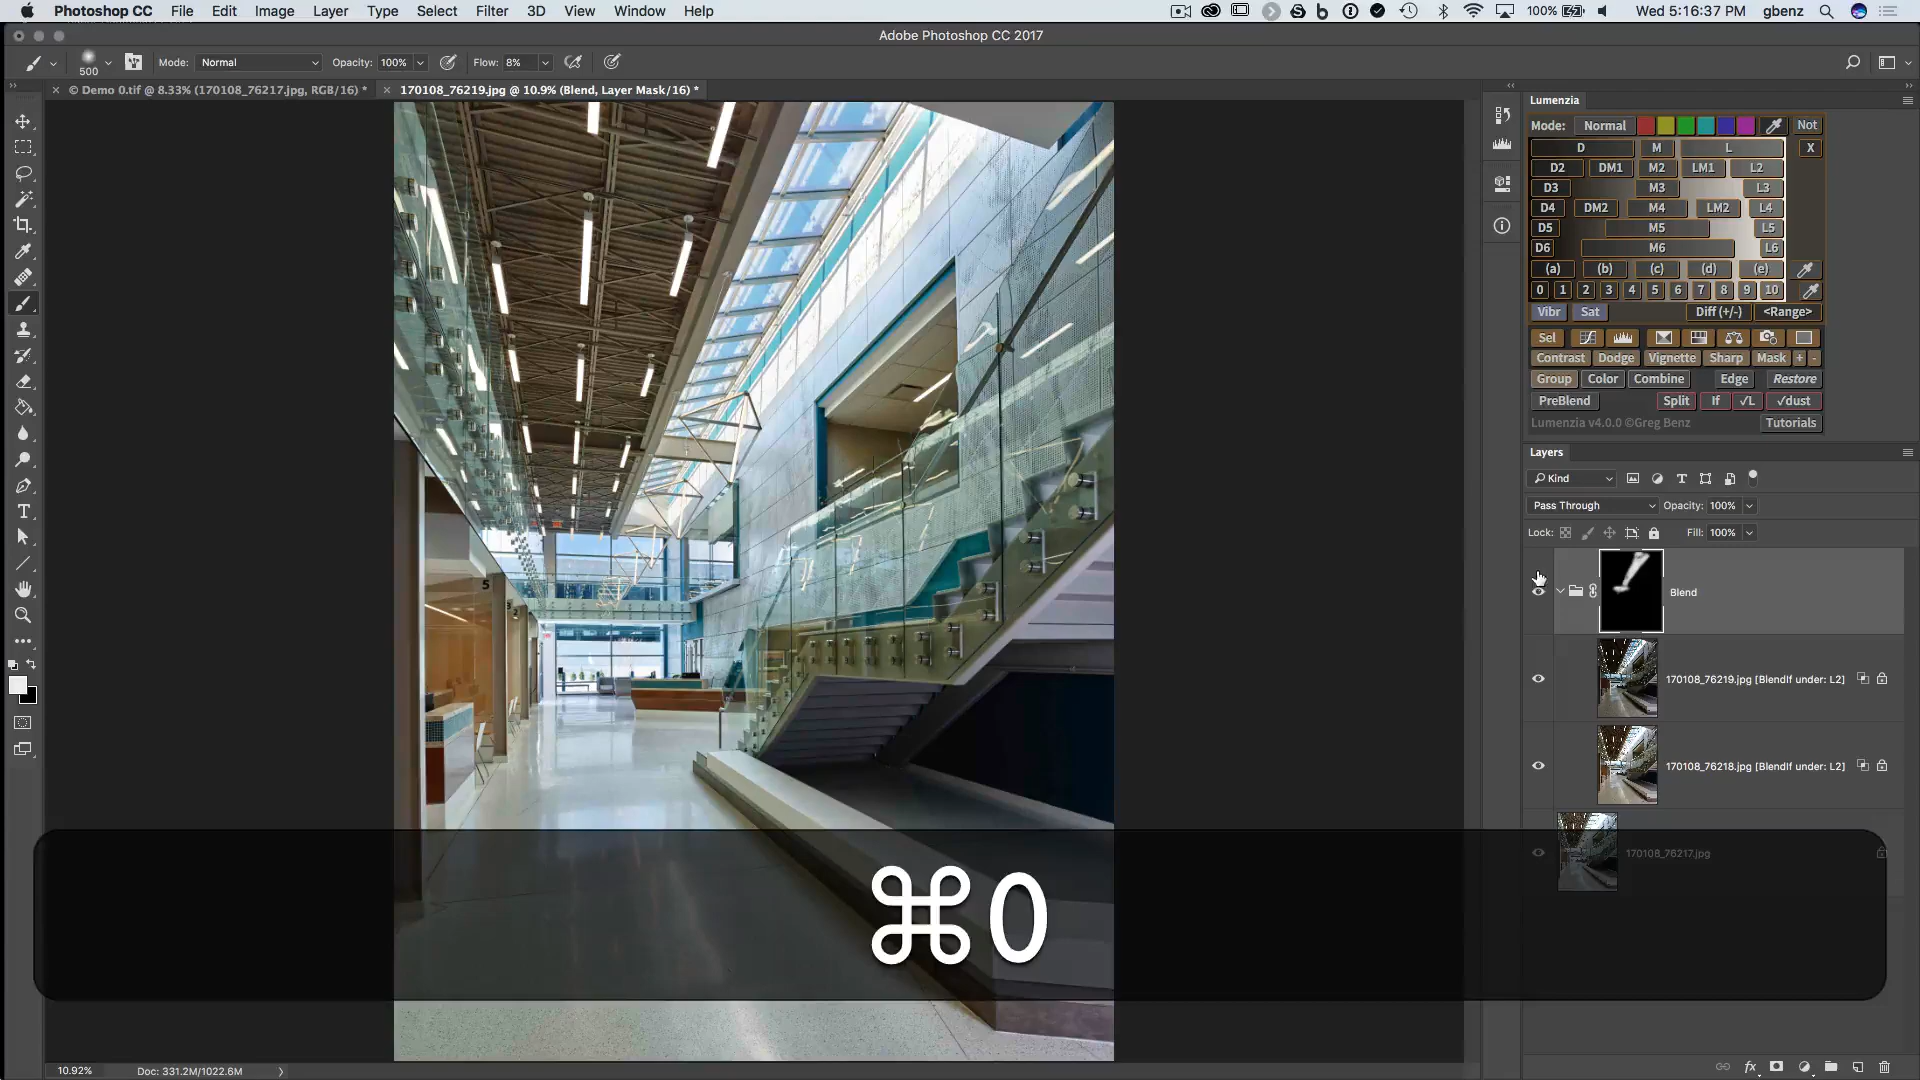 Photoshop CC File Edit Image Layer Type Select Filter 3D View Window Help 100% Wed 5:16:37 PM gbenz
Adobe Photoshop CC 2017
500 Mode: Normal Opacity: 100% Flow: 8%
× © Demo 0.tif @ 8.33% (170108_76217.jpg, RGB/16) * × 170108_76219.jpg @ 10.9% (Blend, Layer Mask/16) *
Lumenzia
Mode: Normal Not
D M L X
D2 DM1 M2 LM1 L2
D3 M3 L3
D4 DM2 M4 LM2 L4
D5 M5 L5
D6 M6 L6
(a) (b) (c) (d) (e)
0 1 2 3 4 5 6 7 8 9 10
Vibr Sat Diff (+/-) <Range>
Sel
Contrast Dodge Vignette Sharp Mask + -
Group Color Combine Edge Restore
PreBlend Split If √L √dust
Lumenzia v4.0.0 ©Greg Benz Tutorials
Layers
Kind
Pass Through Opacity: 100%
Lock: Fill: 100%
Blend
170108_76219.jpg [BlendIf under: L2]
170108_76218.jpg [BlendIf under: L2]
170108_76217.jpg
5
⌘0
10.92% Doc: 331.2M/1022.6M